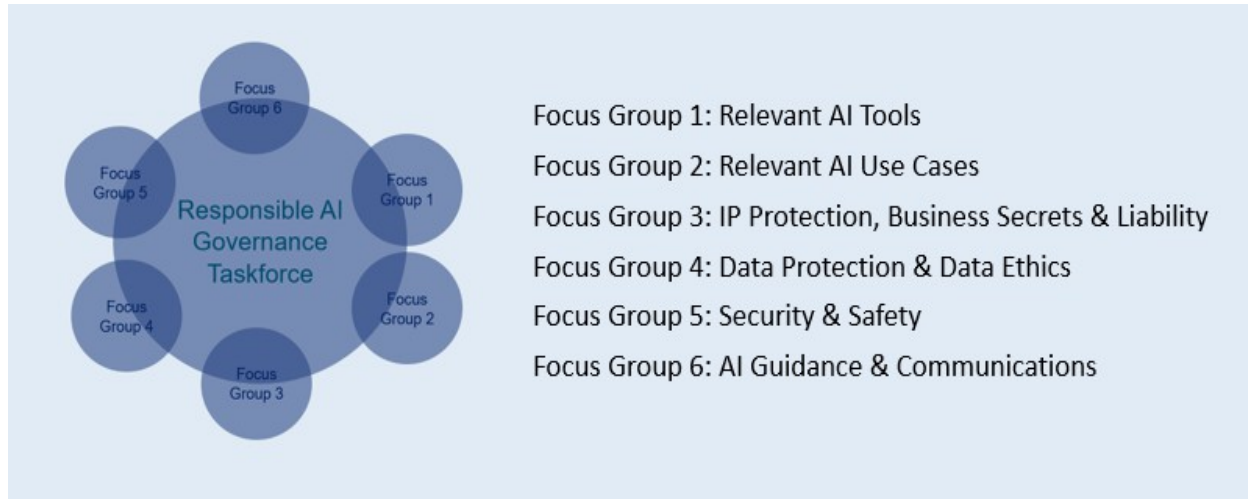 Focus
Group 6
Focus
Group 5
Focus
Group 1
Responsible AI
Governance
Taskforce
Focus
Group 4
Focus
Group 2
Focus
Group 3
Focus Group 1: Relevant AI Tools
Focus Group 2: Relevant AI Use Cases
Focus Group 3: IP Protection, Business Secrets & Liability
Focus Group 4: Data Protection & Data Ethics
Focus Group 5: Security & Safety
Focus Group 6: AI Guidance & Communications